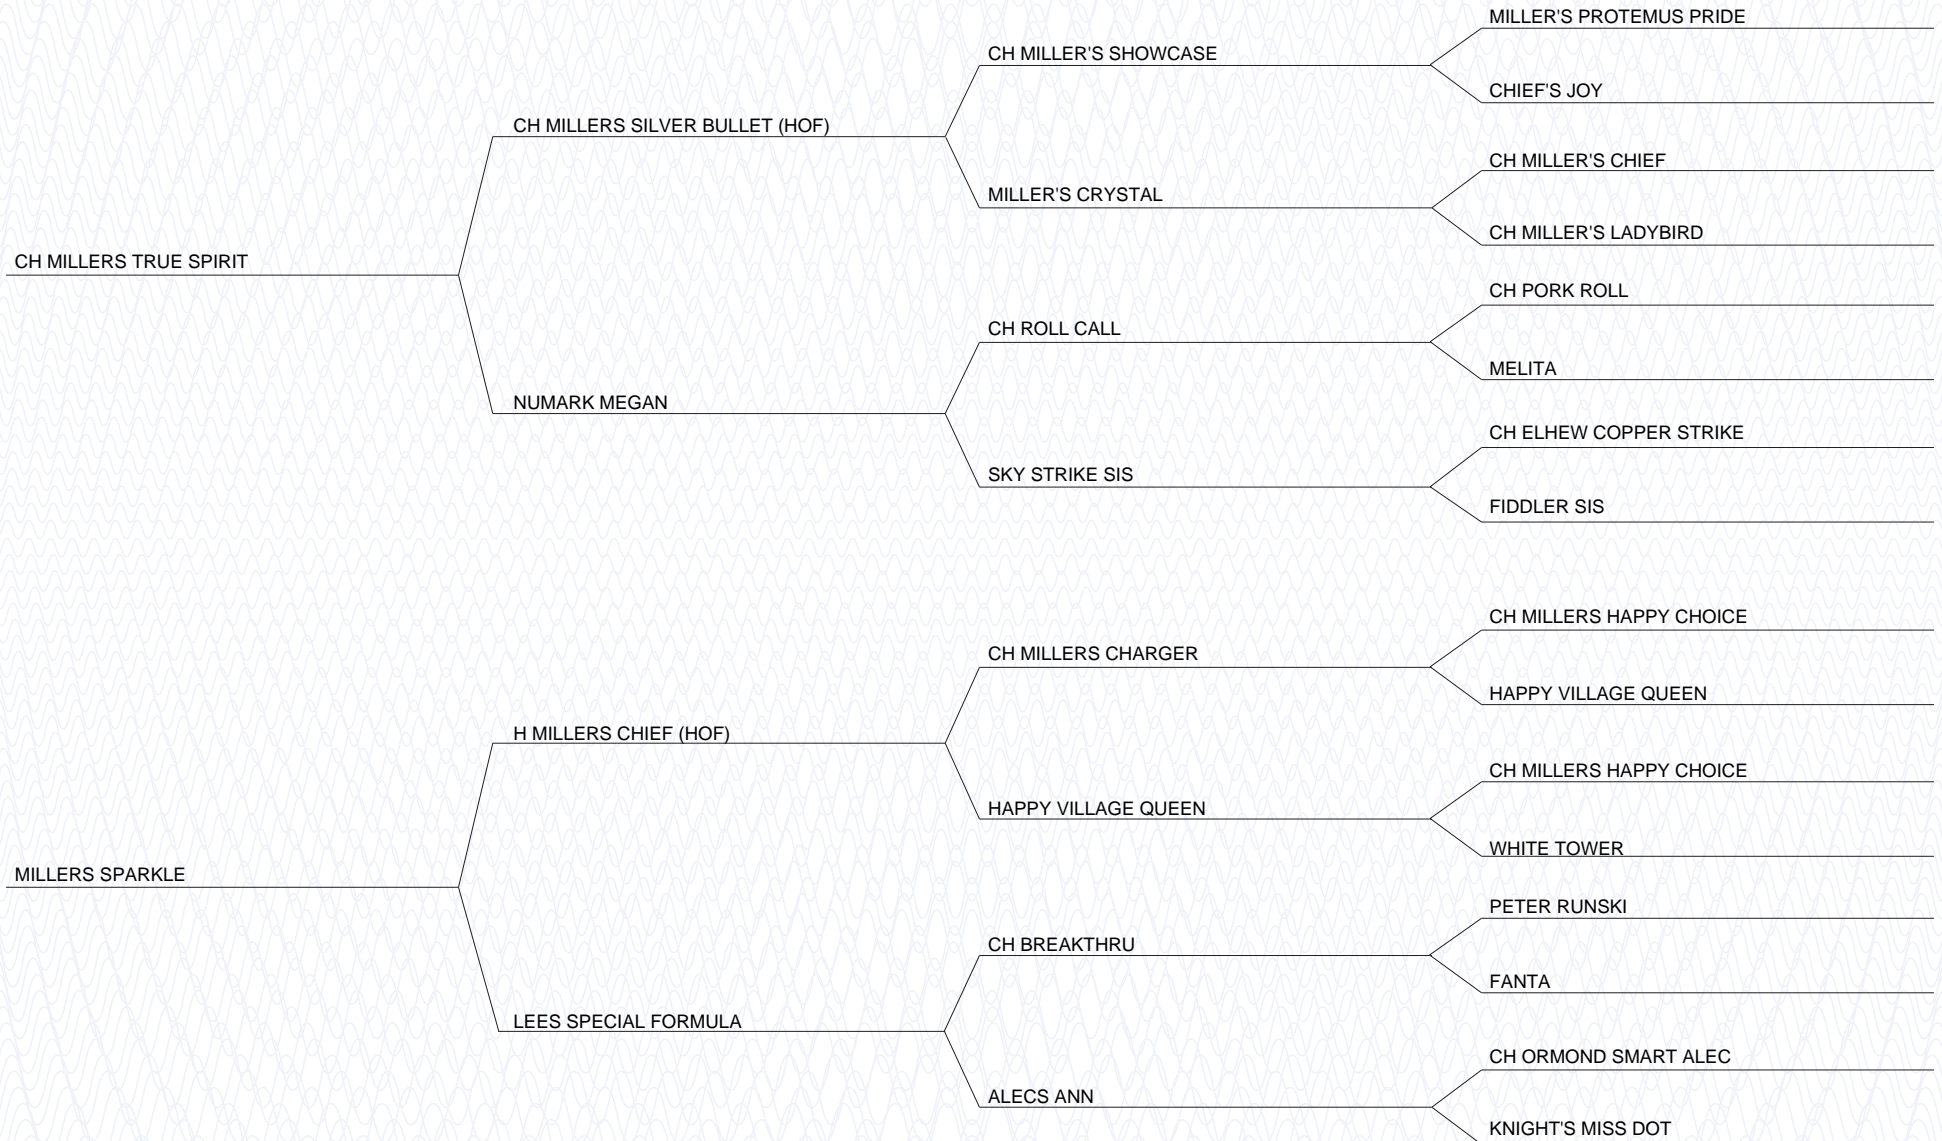 MILLER'S PROTEMUS PRIDE
CH MILLER'S SHOWCASE
CHIEF'S JOY
CH MILLERS SILVER BULLET (HOF)
CH MILLER'S CHIEF
MILLER'S CRYSTAL
CH MILLER'S LADYBIRD
CH MILLERS TRUE SPIRIT
CH PORK ROLL
CH ROLL CALL
MELITA
NUMARK MEGAN
CH ELHEW COPPER STRIKE
SKY STRIKE SIS
FIDDLER SIS
CH MILLERS HAPPY CHOICE
CH MILLERS CHARGER
HAPPY VILLAGE QUEEN
H MILLERS CHIEF (HOF)
CH MILLERS HAPPY CHOICE
HAPPY VILLAGE QUEEN
WHITE TOWER
MILLERS SPARKLE
PETER RUNSKI
CH BREAKTHRU
FANTA
LEES SPECIAL FORMULA
CH ORMOND SMART ALEC
ALECS ANN
KNIGHT'S MISS DOT